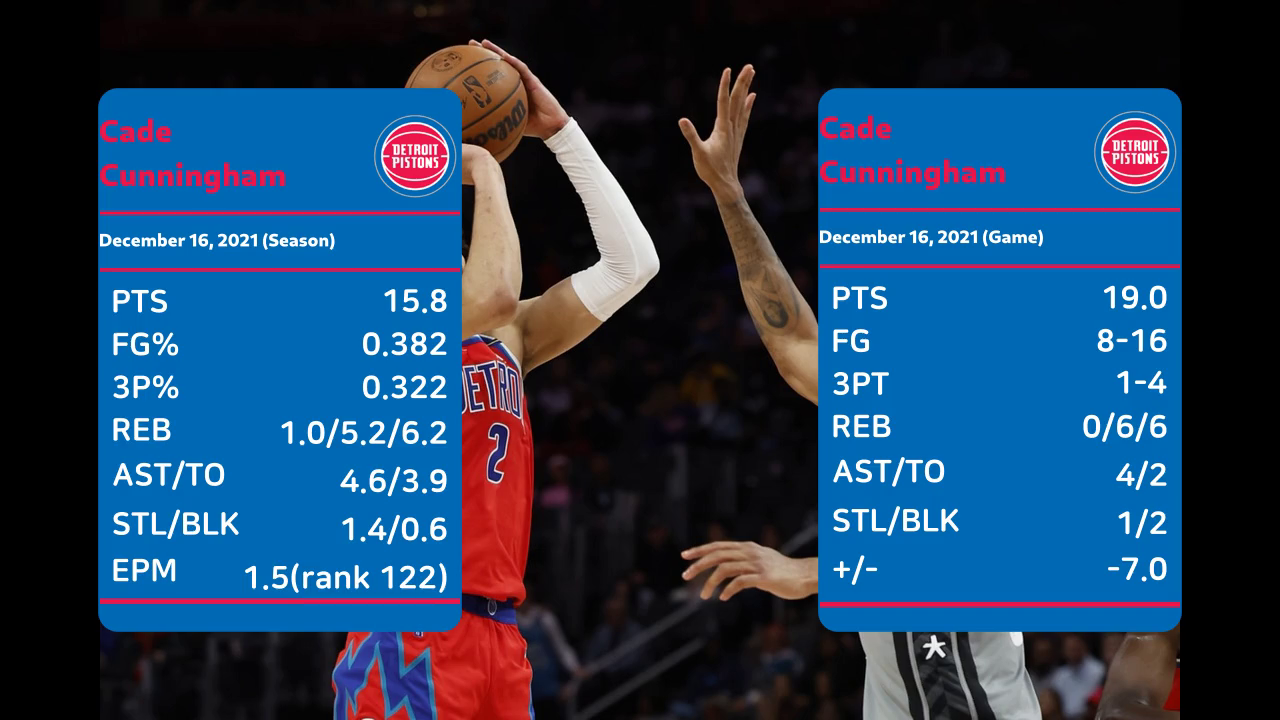 Cade
Cunningham
DETROIT
PISTONS
December 16, 2021 (Season)
PTS 15.8
FG% 0.382
3P% 0.322
REB 1.0/5.2/6.2
AST/TO 4.6/3.9
STL/BLK 1.4/0.6
EPM 1.5(rank 122)
Wilson
2
Cade
Cunningham
DETROIT
PISTONS
December 16, 2021 (Game)
PTS 19.0
FG 8-16
3PT 1-4
REB 0/6/6
AST/TO 4/2
STL/BLK 1/2
+/- -7.0